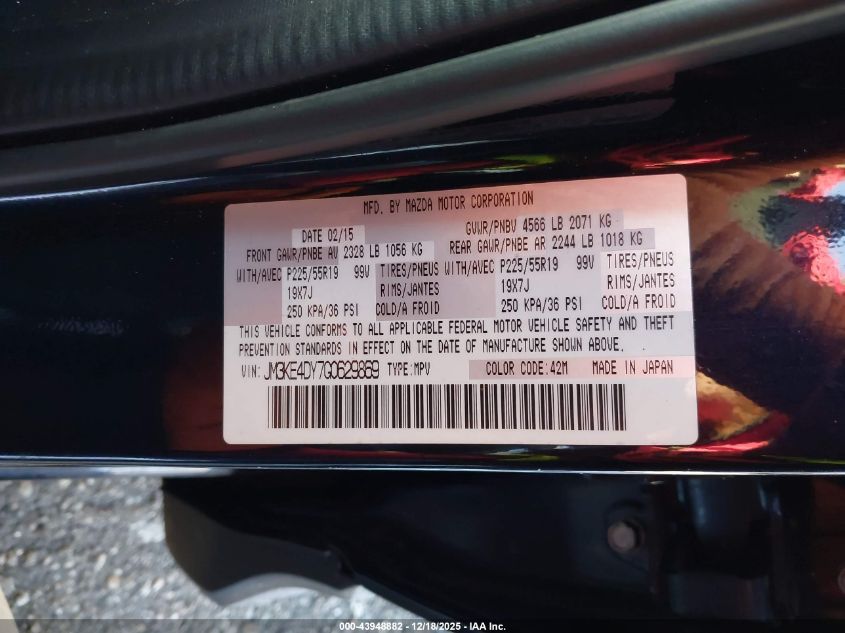 MFD. BY MAZDA MOTOR CORPORATION
DATE 02/15 GVWR/PNBV 4566 LB 2071 KG
FRONT GAWR/PNBE AV 2328 LB 1056 KG REAR GAWR/PNBE AR 2244 LB 1018 KG
WITH/AVEC P225/55R19 99V TIRES/PNEUS WITH/AVEC P225/55R19 99V TIRES/PNEUS
19X7J RIMS/JANTES 19X7J RIMS/JANTES
250 KPA/36 PSI COLD/A FROID 250 KPA/36 PSI COLD/A FROID
THIS VEHICLE CONFORMS TO ALL APPLICABLE FEDERAL MOTOR VEHICLE SAFETY AND THEFT
PREVENTION STANDARDS IN EFFECT ON THE DATE OF MANUFACTURE SHOWN ABOVE.
VIN: JM3KE4DY7G0629869 TYPE:MPV COLOR CODE:42M MADE IN JAPAN
000-43948882 — 12/18/2025 — IAA Inc.